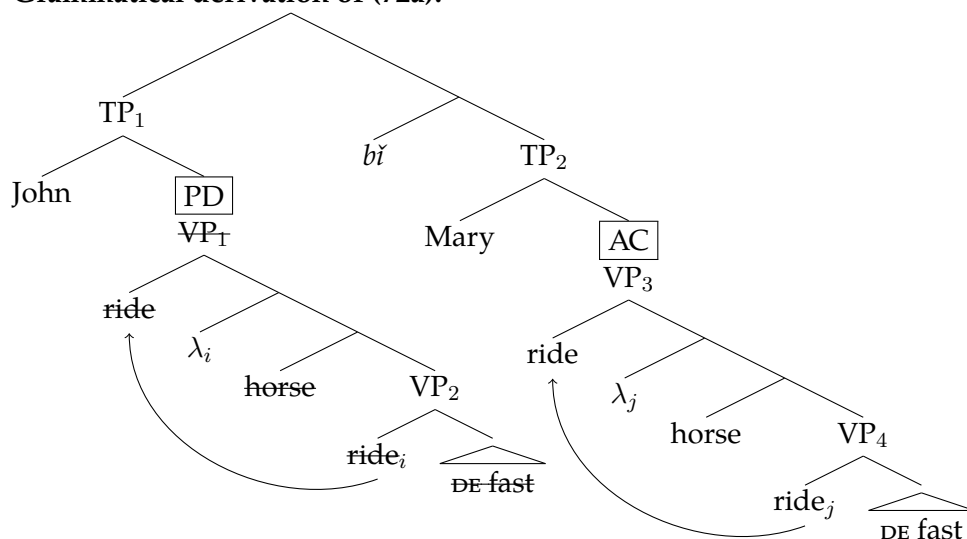 Grammatical derivation of (72a):
TP₁
bǐ
TP₂
John
PD
VP₁
Mary
AC
VP₃
ride
λᵢ
horse
VP₂
rideᵢ
DE fast
ride
λⱼ
horse
VP₄
rideⱼ
DE fast